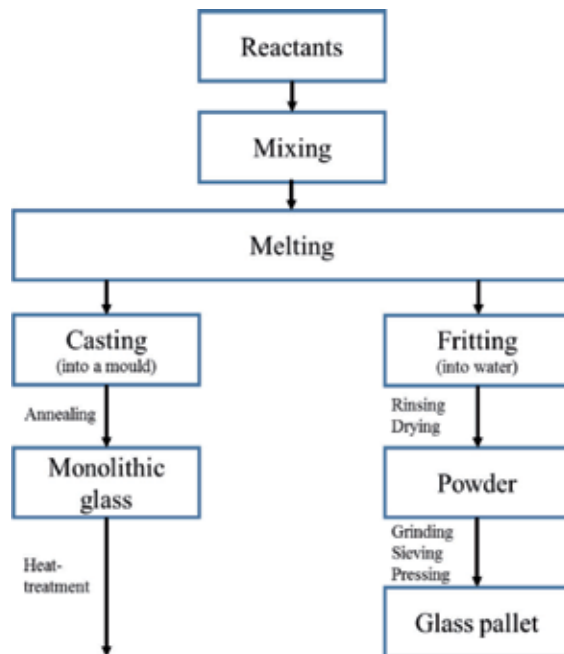 Reactants
Mixing
Melting
Casting
(into a mould)
Annealing
Monolithic
glass
Heat-
treatment
Fritting
(into water)
Rinsing
Drying
Powder
Grinding
Sieving
Pressing
Glass pallet